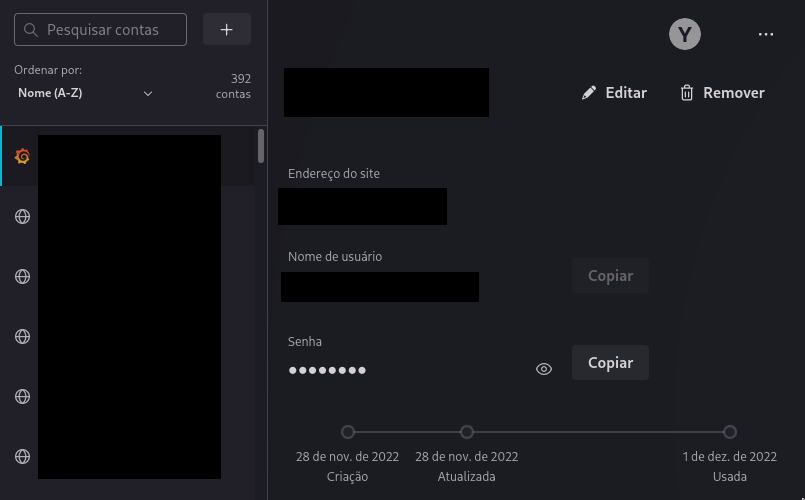 Pesquisar contas
Ordenar por:
Nome (A-Z)
392
contas
Y
Editar
Remover
Endereço do site
Nome de usuário
Copiar
Senha
Copiar
28 de nov. de 2022
Criação
28 de nov. de 2022
Atualizada
1 de dez. de 2022
Usada